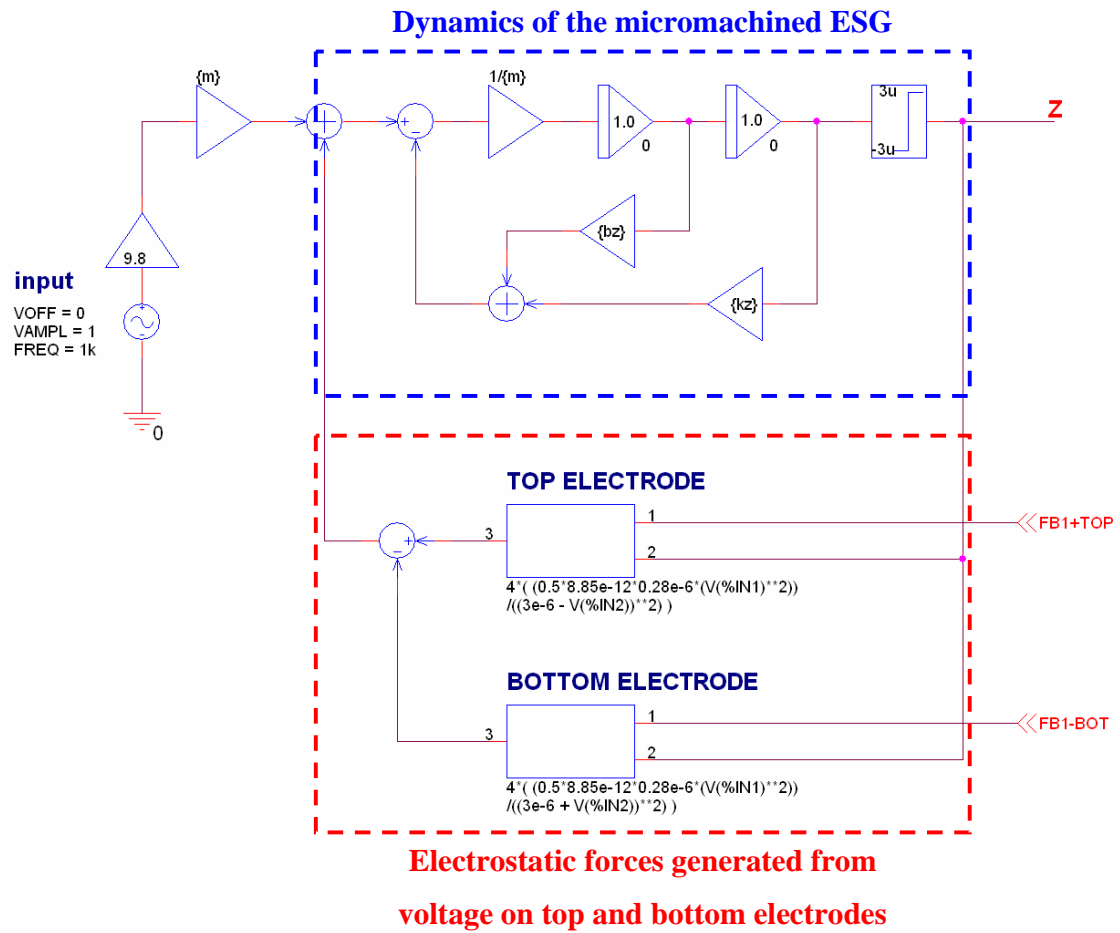 Dynamics of the micromachined ESG
{m}
1/{m}
3u
-3u
1.0
0
1.0
0
Z
+
-
{bz}
{kz}
9.8
input
VOFF = 0
VAMPL = 1
FREQ = 1k
+
-
0
TOP ELECTRODE
1
2
3
FB1+TOP
+
-
4*( (0.5*8.85e-12*0.28e-6*(V(%IN1)**2))
/((3e-6 - V(%IN2))**2) )
BOTTOM ELECTRODE
1
2
3
FB1-BOT
4*( (0.5*8.85e-12*0.28e-6*(V(%IN1)**2))
/((3e-6 + V(%IN2))**2) )
Electrostatic forces generated from
voltage on top and bottom electrodes